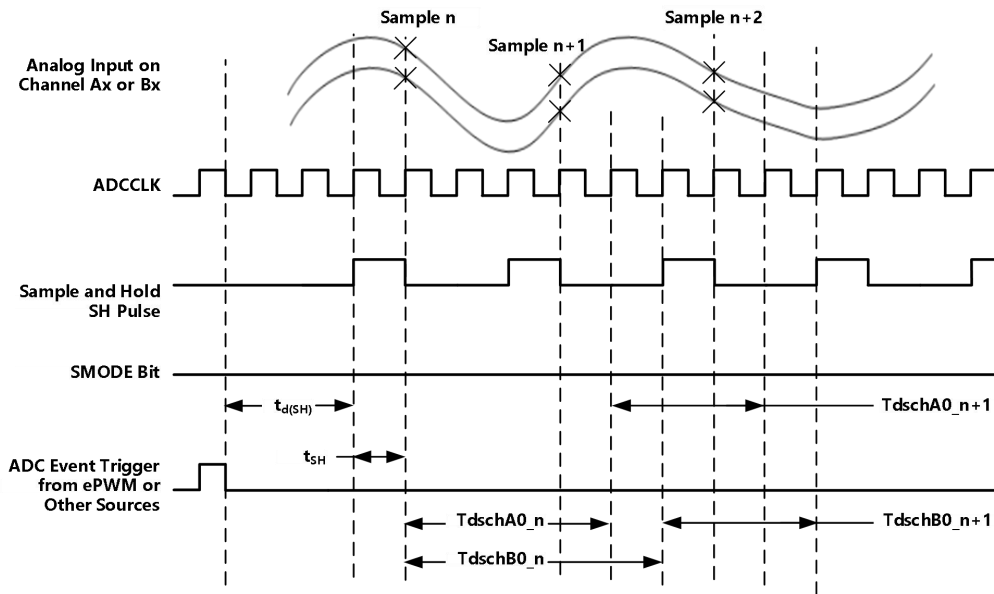 Sample n
Sample n+2
Sample n+1
Analog Input on
Channel Ax or Bx
ADCCLK
Sample and Hold
SH Pulse
SMODE Bit
td(SH)
TdschA0_n+1
tSH
ADC Event Trigger
from ePWM or
Other Sources
TdschA0_n
TdschB0_n+1
TdschB0_n